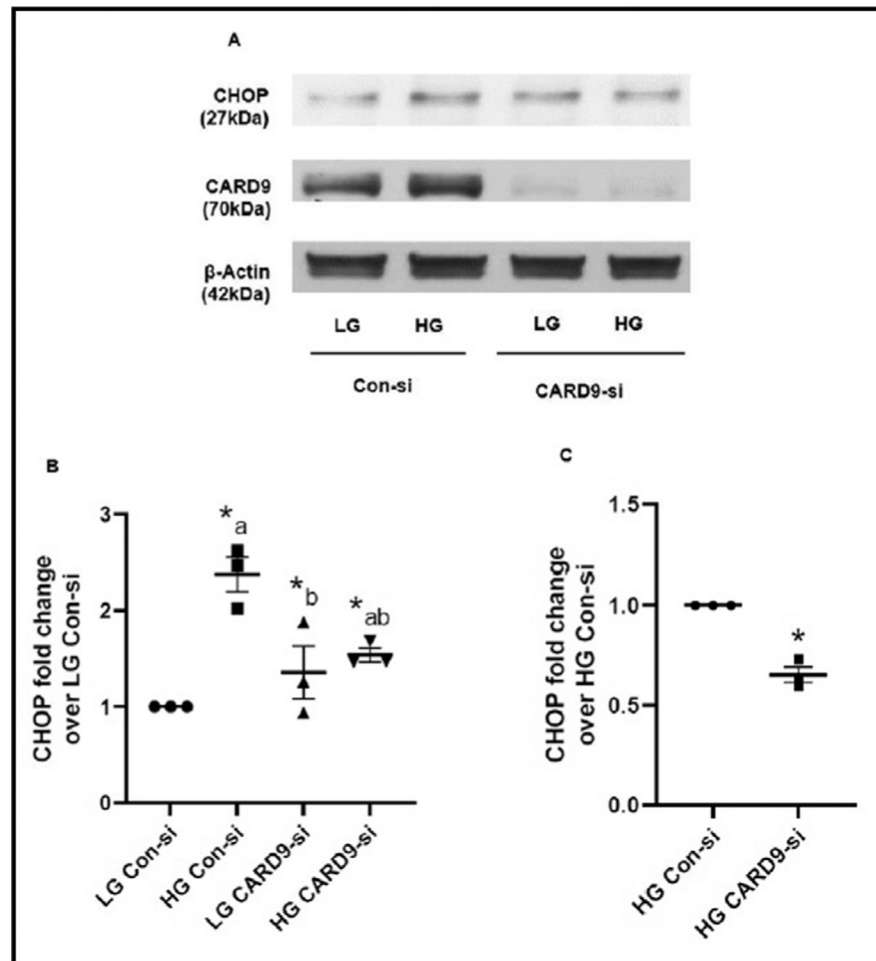 A
CHOP
(27kDa)
CARD9
(70kDa)
β-Actin
(42kDa)
LG HG LG HG
Con-si CARD9-si
B
CHOP fold change
over LG Con-si
3
2
1
0
*a
*b
*ab
LG Con-si
HG Con-si
LG CARD9-si
HG CARD9-si
C
CHOP fold change
over HG Con-si
1.5
1.0
0.5
0.0
*
HG Con-si
HG CARD9-si